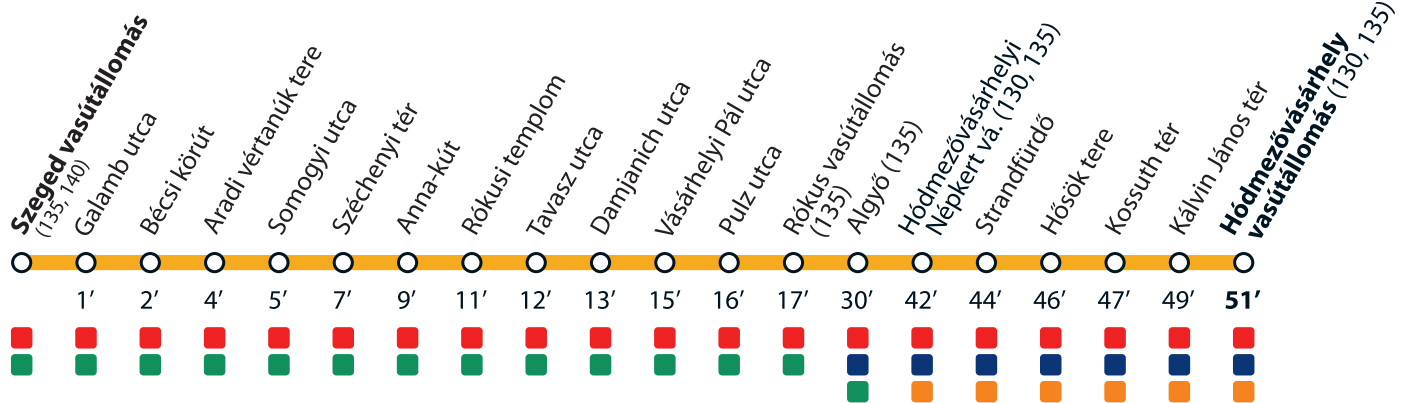 Szeged vasútállomás
(135, 140)
Galamb utca
Bécsi körút
Aradi vértanúk tere
Somogyi utca
Széchenyi tér
Anna-kút
Rókusi templom
Tavasz utca
Damjanich utca
Vásárhelyi Pál utca
Pulz utca
Rókus vasútállomás
(135)
Algyő (135)
Hódmezővásárhelyi
Népkert vá. (130, 135)
Strandfürdő
Hősök tere
Kossuth tér
Kálvin János tér
Hódmezővásárhely
vasútállomás (130, 135)
1’ 2’ 4’ 5’ 7’ 9’ 11’ 12’ 13’ 15’ 16’ 17’ 30’ 42’ 44’ 46’ 47’ 49’ 51’